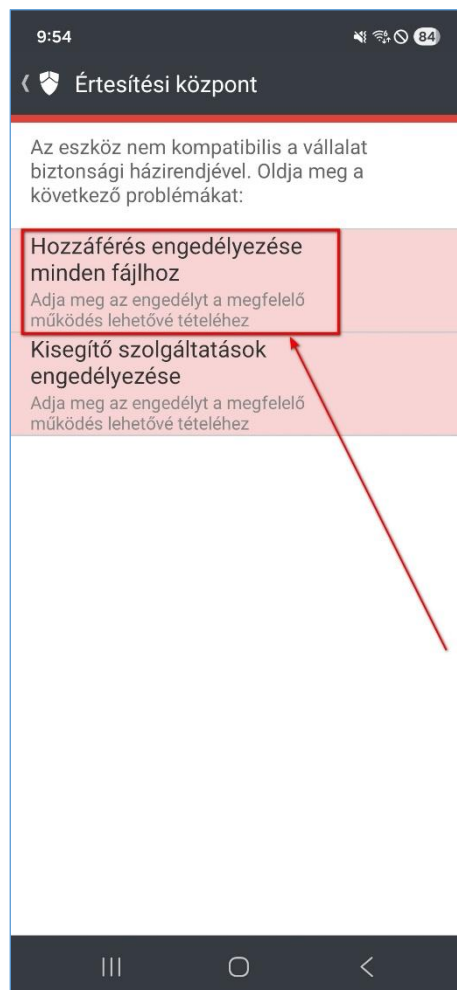 9:54
84
Értesítési központ
Az eszköz nem kompatibilis a vállalat
biztonsági házirendjével. Oldja meg a
következő problémákat:
Hozzáférés engedélyezése
minden fájlhoz
Adja meg az engedélyt a megfelelő
működés lehetővé tételéhez
Kisegítő szolgáltatások
engedélyezése
Adja meg az engedélyt a megfelelő
működés lehetővé tételéhez